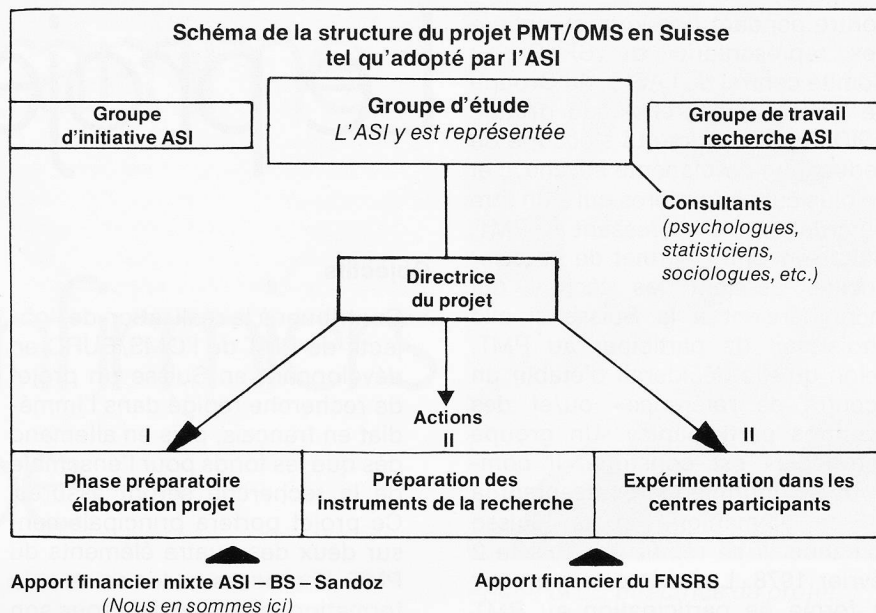 Schéma de la structure du projet PMT/OMS en Suisse
tel qu'adopté par l'ASI
Groupe
d'initiative ASI
Groupe d'étude
L'ASI y est représentée
Groupe de travail
recherche ASI
Consultants
(psychologues,
statisticiens,
sociologues, etc.)
Directrice
du projet
Actions
I
II
II
Phase préparatoire
élaboration projet
Préparation des
instruments de la recherche
Expérimentation dans les
centres participants
Apport financier mixte ASI – BS – Sandoz
(Nous en sommes ici)
Apport financier du FNSRS